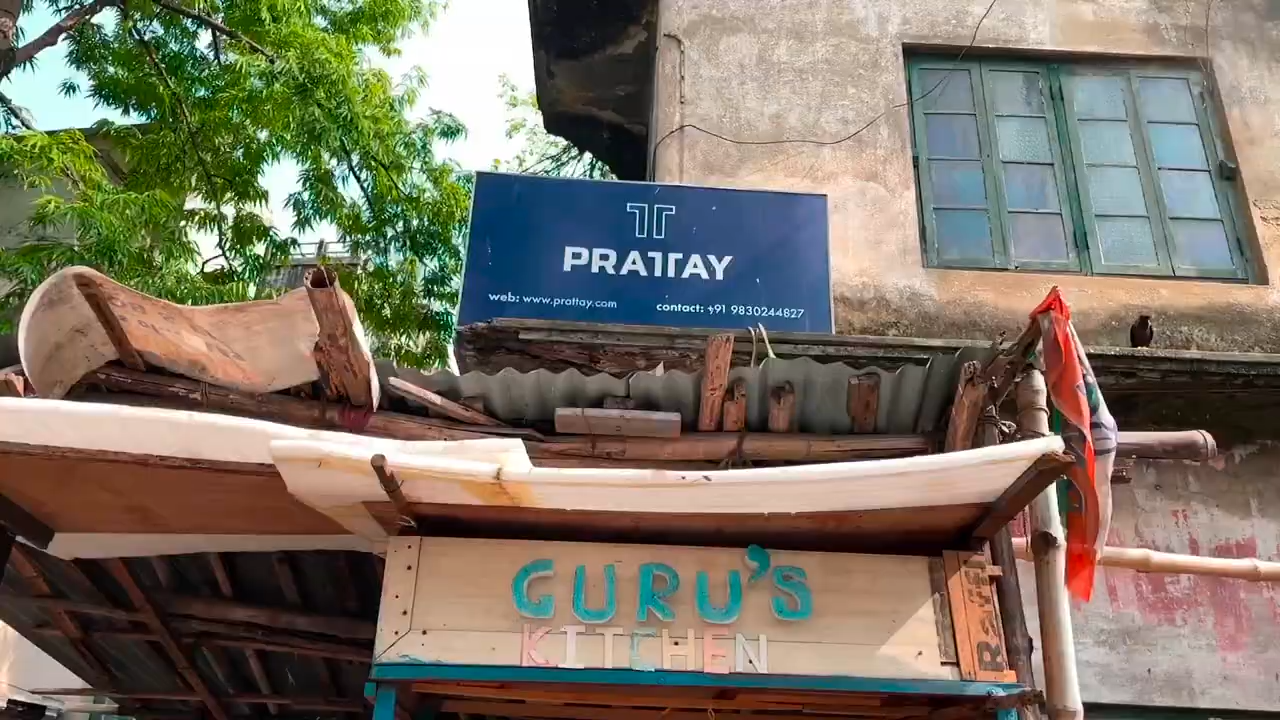 PRATTAY
web: www.prattay.com
contact: +91 9830244827
GURU'S
KITCHEN